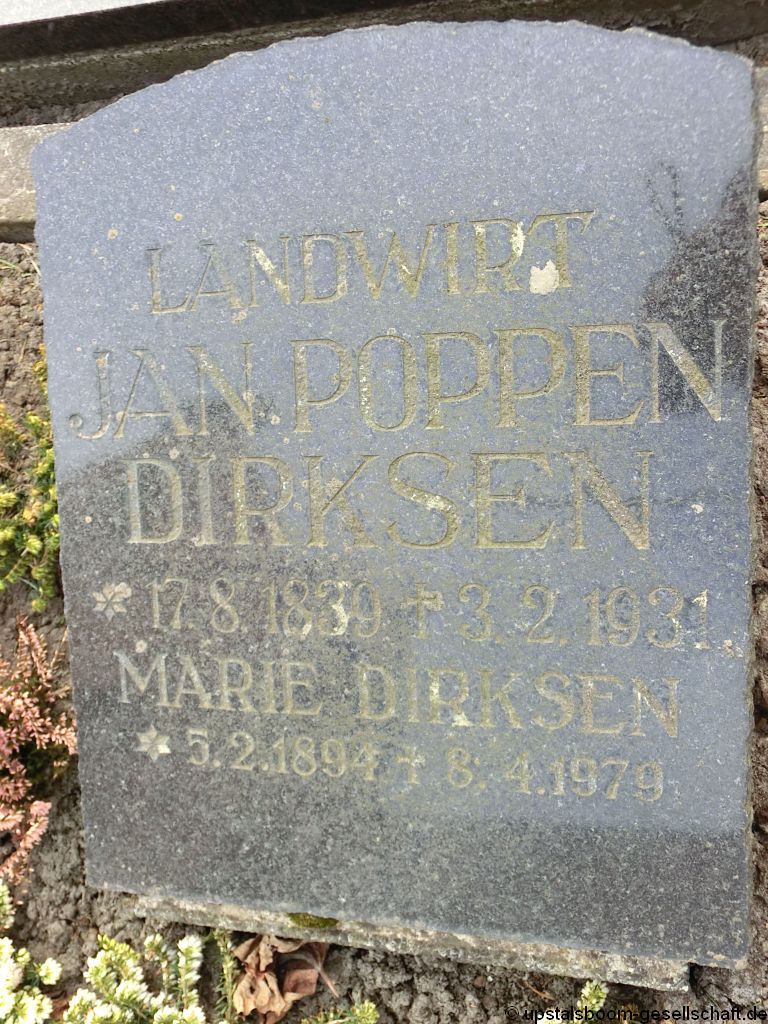 LANDWIRT
JAN POPPEN
DIRKSEN
* 17.8.1839 † 3.2.1931
MARIE DIRKSEN
* 5.2.1894 † 8.4.1979
© upstalsboom-gesellschaft.de